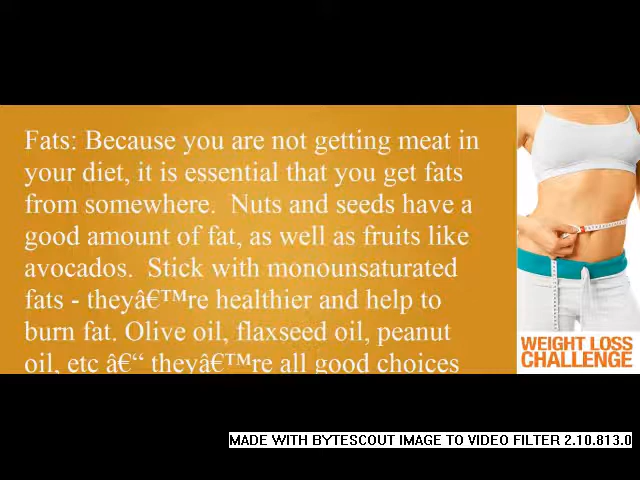 Fats: Because you are not getting meat in
your diet, it is essential that you get fats
from somewhere.  Nuts and seeds have a
good amount of fat, as well as fruits like
avocados.  Stick with monounsaturated
fats - theyâ€™re healthier and help to
burn fat. Olive oil, flaxseed oil, peanut
oil, etc â€“ theyâ€™re all good choices
WEIGHT LOSS
CHALLENGE
MADE WITH BYTESCOUT IMAGE TO VIDEO FILTER 2.10.813.0